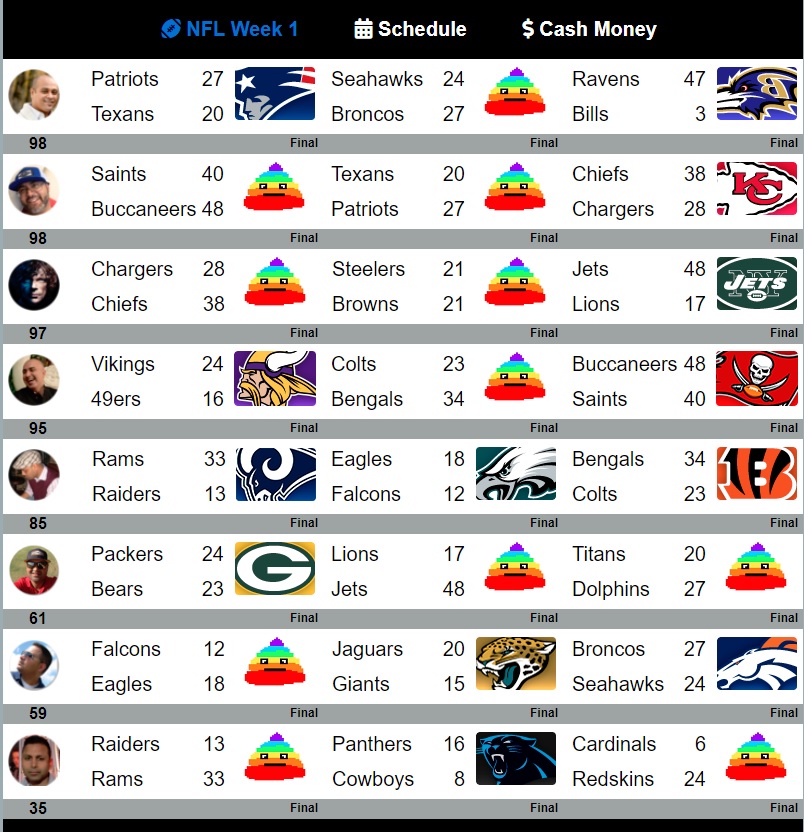 NFL Week 1 Schedule $ Cash Money
Patriots 27 Seahawks 24 Ravens 47
Texans 20 Broncos 27 Bills 3
98 Final Final Final
Saints 40 Texans 20 Chiefs 38
Buccaneers 48 Patriots 27 Chargers 28
98 Final Final Final
Chargers 28 Steelers 21 Jets 48
Chiefs 38 Browns 21 Lions 17
NY
JETS
97 Final Final Final
Vikings 24 Colts 23 Buccaneers 48
49ers 16 Bengals 34 Saints 40
95 Final Final Final
Rams 33 Eagles 18 Bengals 34
Raiders 13 Falcons 12 Colts 23
B
85 Final Final Final
Packers 24 Lions 17 Titans 20
Bears 23 Jets 48 Dolphins 27
G
61 Final Final Final
Falcons 12 Jaguars 20 Broncos 27
Eagles 18 Giants 15 Seahawks 24
59 Final Final Final
Raiders 13 Panthers 16 Cardinals 6
Rams 33 Cowboys 8 Redskins 24
35 Final Final Final
KC